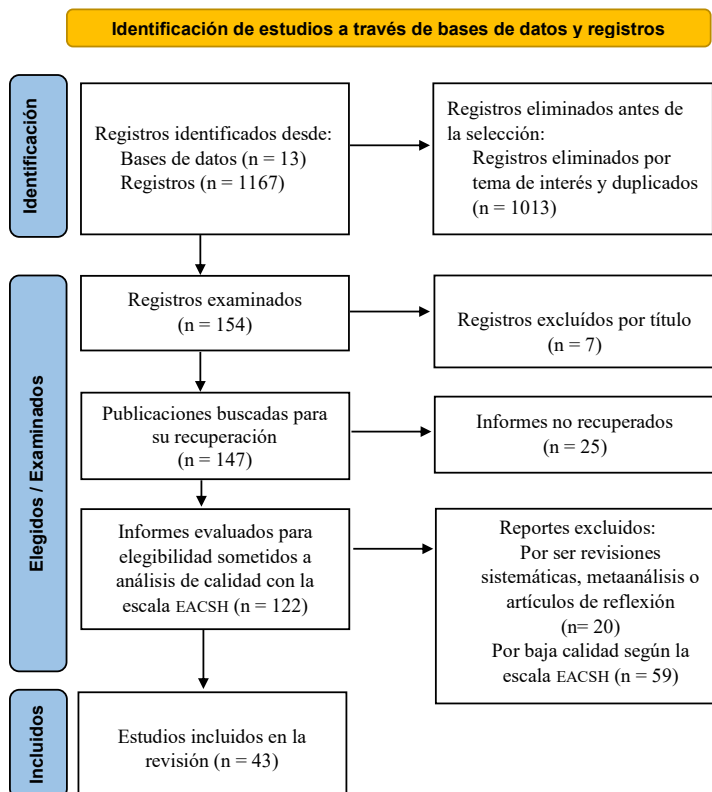 Identificación de estudios a través de bases de datos y registros
Identificación
Registros identificados desde:
Bases de datos (n = 13)
Registros (n = 1167)
Registros eliminados antes de
la selección:
Registros eliminados por
tema de interés y duplicados
(n = 1013)
Elegidos / Examinados
Registros examinados
(n = 154)
Registros excluídos por título
(n = 7)
Publicaciones buscadas para
su recuperación
(n = 147)
Informes no recuperados
(n = 25)
Informes evaluados para
elegibilidad sometidos a
análisis de calidad con la
escala EACSH (n = 122)
Reportes excluidos:
Por ser revisiones
sistemáticas, metaanálisis o
artículos de reflexión
(n= 20)
Por baja calidad según la
escala EACSH (n = 59)
Incluidos
Estudios incluidos en la
revisión (n = 43)